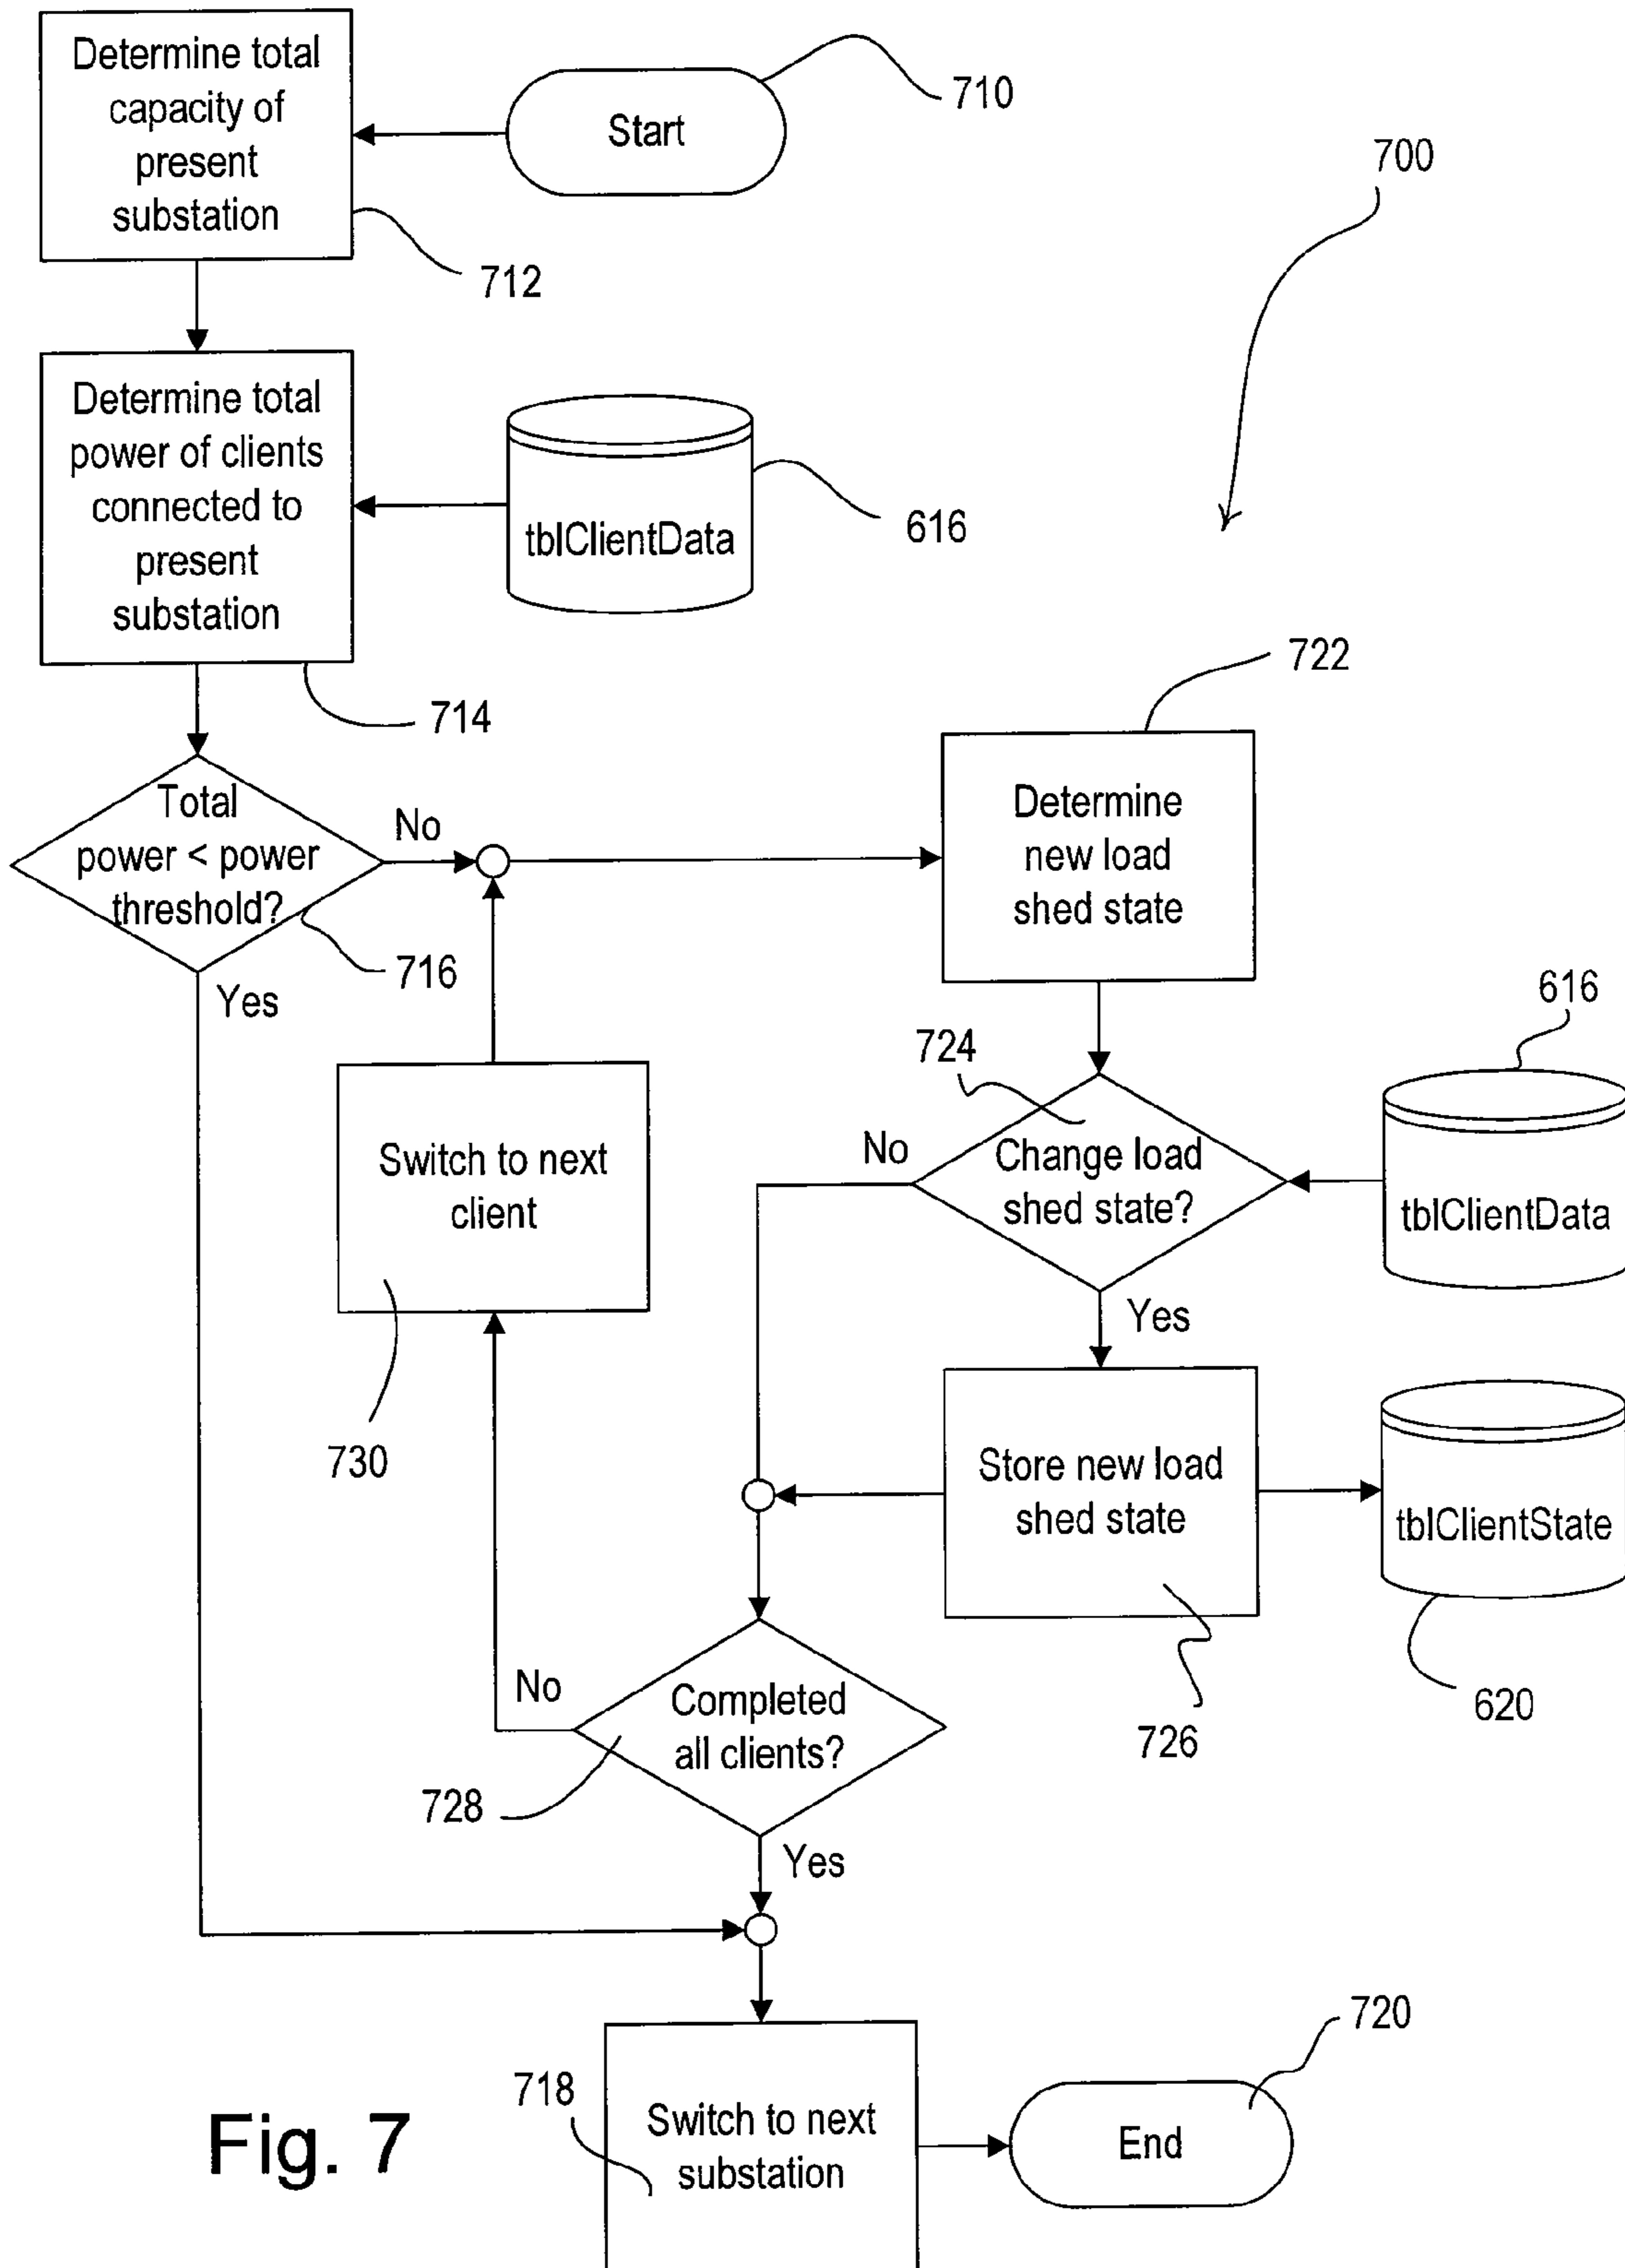 Determine total
capacity of
present
substation
Start
710
700
712
Determine total
power of clients
connected to
present
substation
tblClientData
616
714
722
Total
power < power
threshold?
No
716
Yes
Determine
new load
shed state
724
616
Switch to next
client
No
Change load
shed state?
tblClientData
Yes
730
Store new load
shed state
tblClientState
620
726
No
Completed
all clients?
728
Yes
720
718
Switch to next
substation
End
Fig. 7